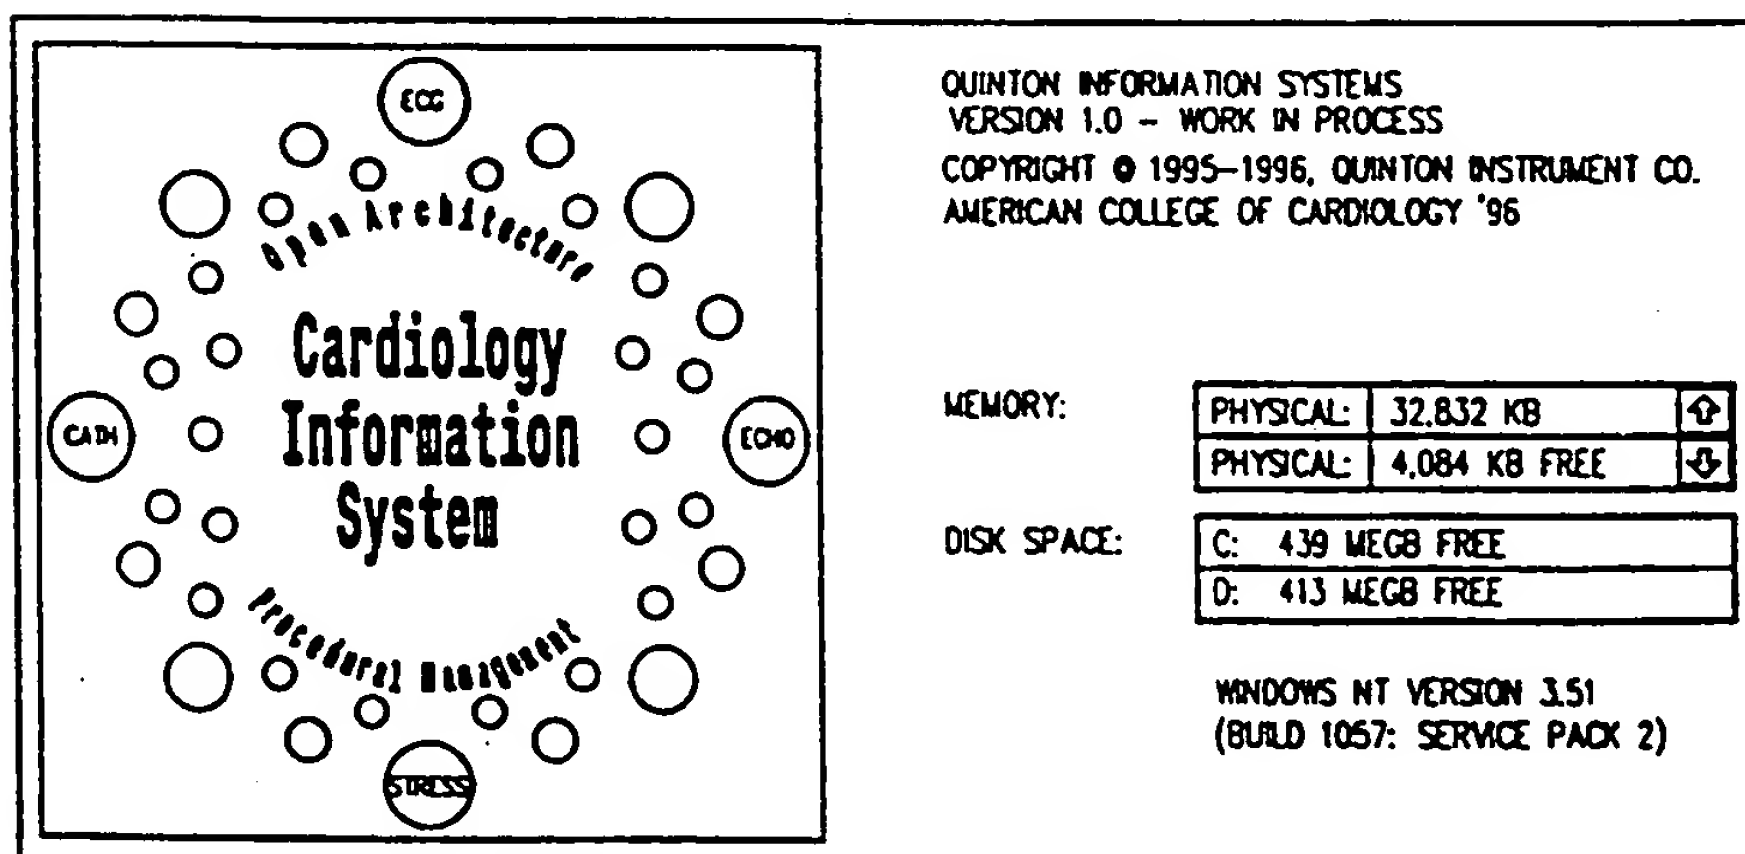 ECG
Open Architecture
Cardiology
Information
System
CATH
ECHO
Procedural Management
STRESS
QUINTON INFORMATION SYSTEMS
VERSION 1.0 – WORK IN PROCESS
COPYRIGHT © 1995–1996, QUINTON INSTRUMENT CO.
AMERICAN COLLEGE OF CARDIOLOGY '96
MEMORY:
PHYSICAL: 32,832 KB
PHYSICAL: 4,084 KB FREE
DISK SPACE:
C: 439 MEGB FREE
D: 413 MEGB FREE
WINDOWS NT VERSION 3.51
(BUILD 1057: SERVICE PACK 2)